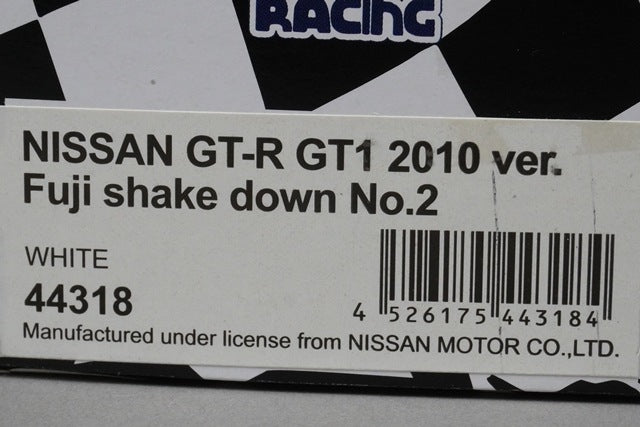 RACING
NISSAN GT-R GT1 2010 ver.
Fuji shake down No.2
WHITE
44318
4 526175 443184
Manufactured under license from NISSAN MOTOR CO.,LTD.